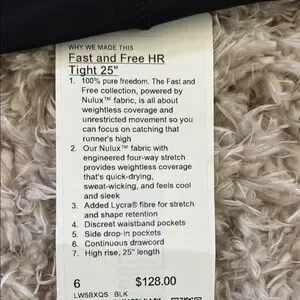 WHY WE MADE THIS
Fast and Free HR
Tight 25"
1. 100% pure freedom. The Fast and
Free collection, powered by
Nulux™ fabric, is all about
weightless coverage and
unrestricted movement so you
can focus on catching that
runner's high
2. Our Nulux™ fabric with
engineered four-way stretch
provides weightless coverage
that's quick-drying,
sweat-wicking, and feels cool
and sleek
3. Added Lycra® fibre for stretch
and shape retention
4. Discreet waistband pockets
5. Side drop-in pockets
6. Continuous drawcord
7. High rise, 25" length
6 $128.00
LW5BXQS BLK